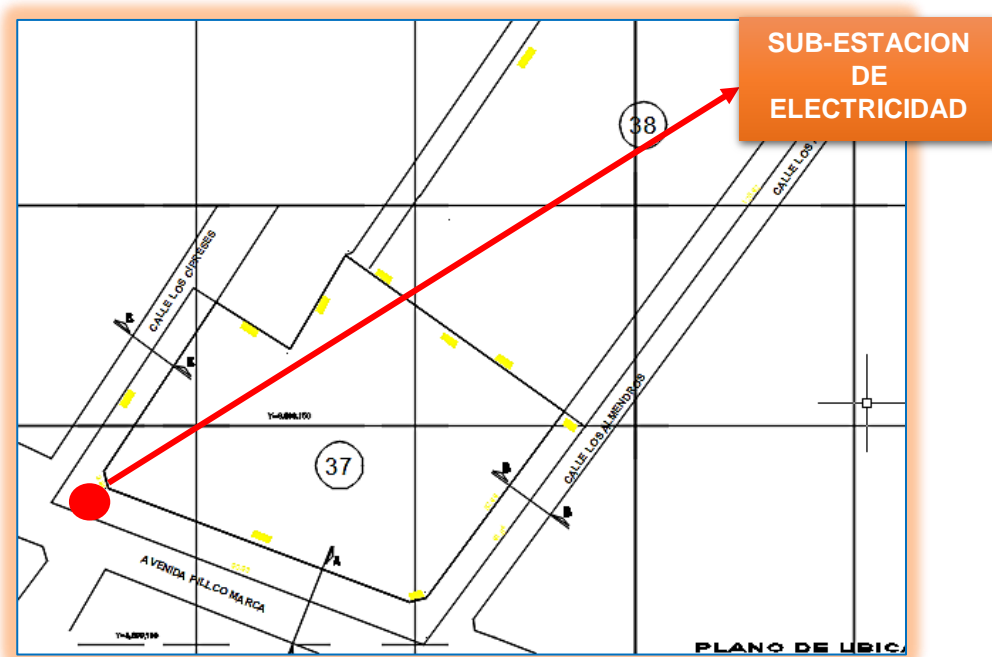 SUB-ESTACION
DE
ELECTRICIDAD
38
CALLE LOS
CALLE LOS CIPRESES
37
CALLE LOS ALMENDROS
AVENIDA PILLCO MARCA
A
PLANO DE UBICA